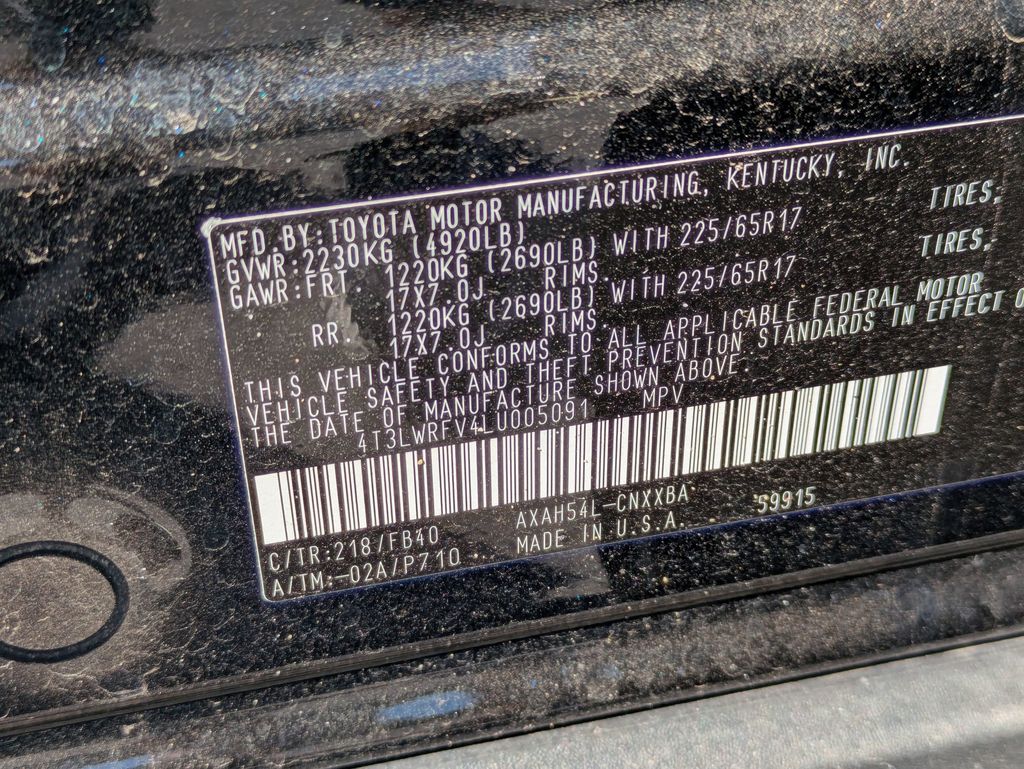 MFD.BY:TOYOTA MOTOR MANUFACTURING, KENTUCKY, INC.
GVWR:2230KG (4920LB)
GAWR:FRT. 1220KG (2690LB) WITH 225/65R17 TIRES,
17X7.0J RIMS.
RR. 1220KG (2690LB) WITH 225/65R17 TIRES,
17X7.0J RIMS.
THIS VEHICLE CONFORMS TO ALL APPLICABLE FEDERAL MOTOR
VEHICLE SAFETY AND THEFT PREVENTION STANDARDS IN EFFECT O
THE DATE OF MANUFACTURE SHOWN ABOVE.
4T3LWRFV4LU005091 MPV
C/TR:218/FB40 AXAH54L-CNXXBA 59915
A/TM:-02A/P710 MADE IN U.S.A.